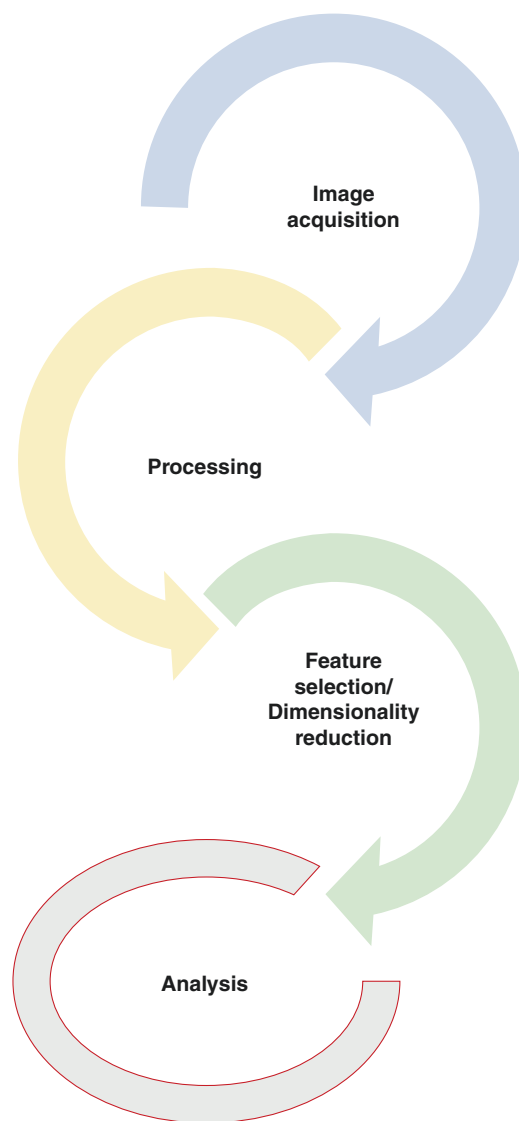 Image
acquisition
Processing
Feature
selection/
Dimensionality
reduction
Analysis